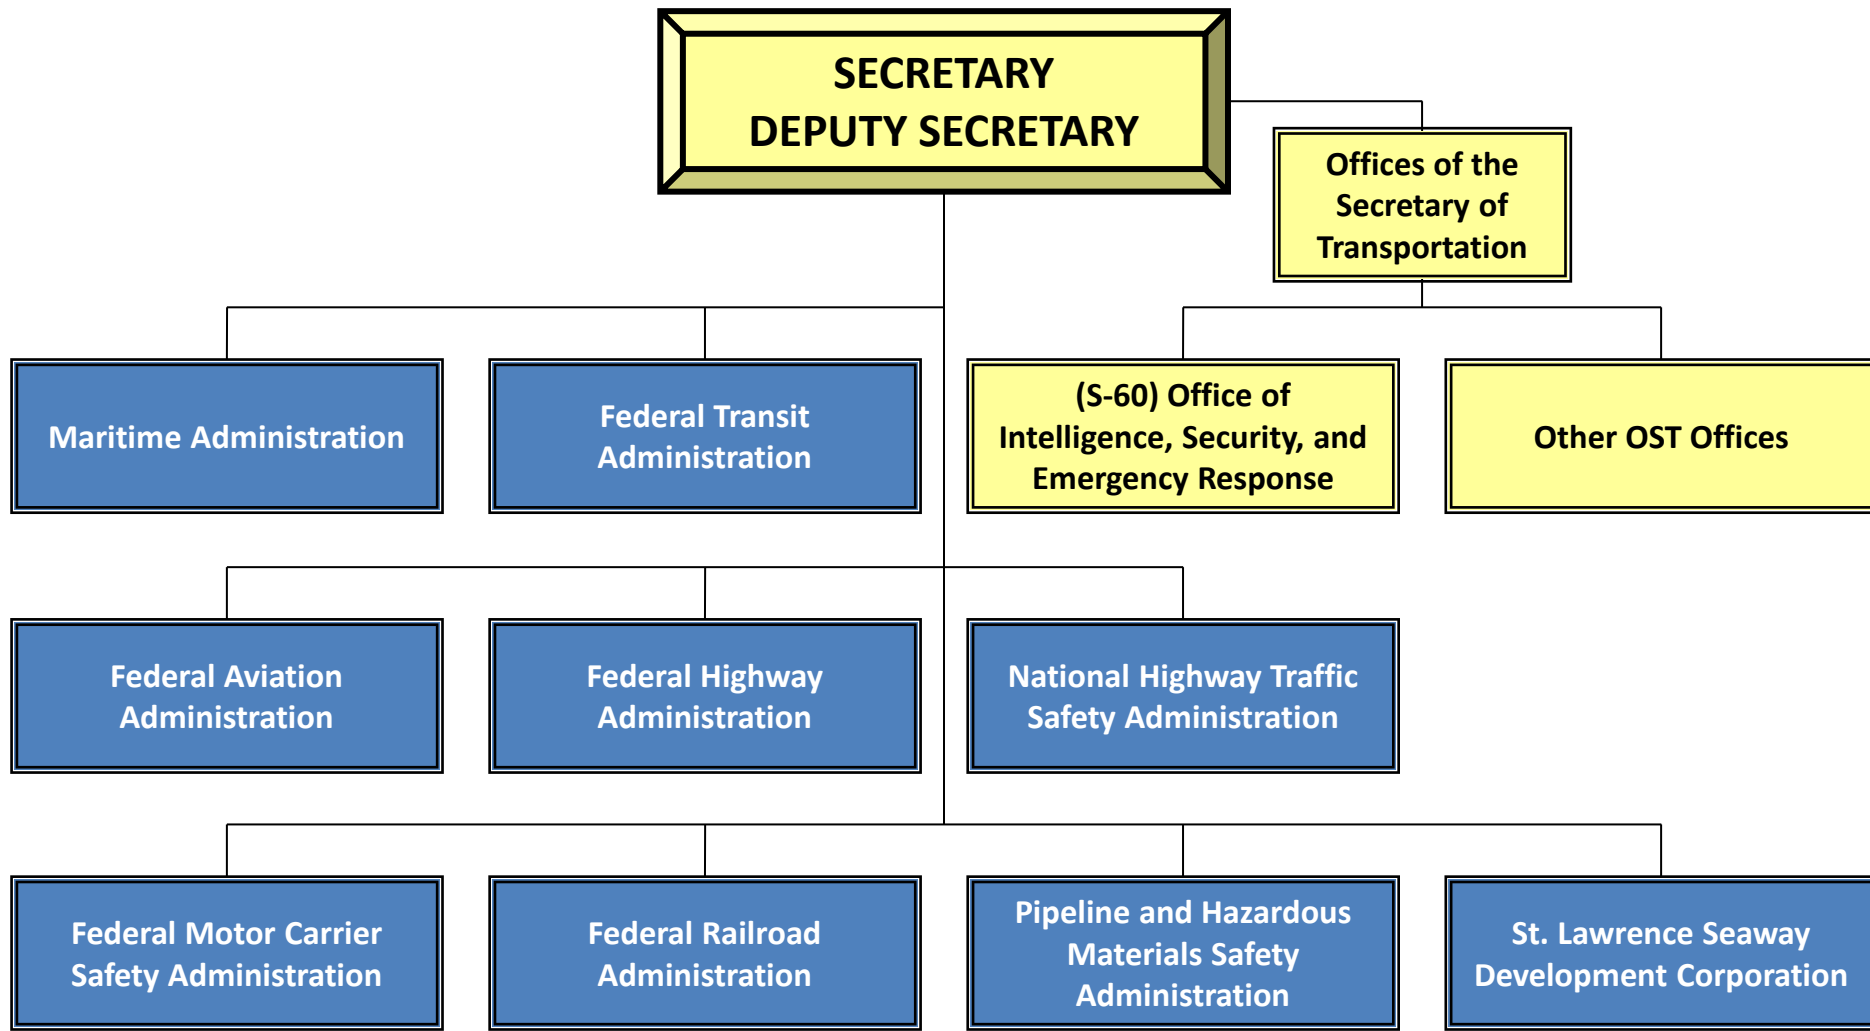 SECRETARY
DEPUTY SECRETARY
Offices of the
Secretary of
Transportation
Maritime Administration
Federal Transit
Administration
(S-60) Office of
Intelligence, Security, and
Emergency Response
Other OST Offices
Federal Aviation
Administration
Federal Highway
Administration
National Highway Traffic
Safety Administration
Federal Motor Carrier
Safety Administration
Federal Railroad
Administration
Pipeline and Hazardous
Materials Safety
Administration
St. Lawrence Seaway
Development Corporation